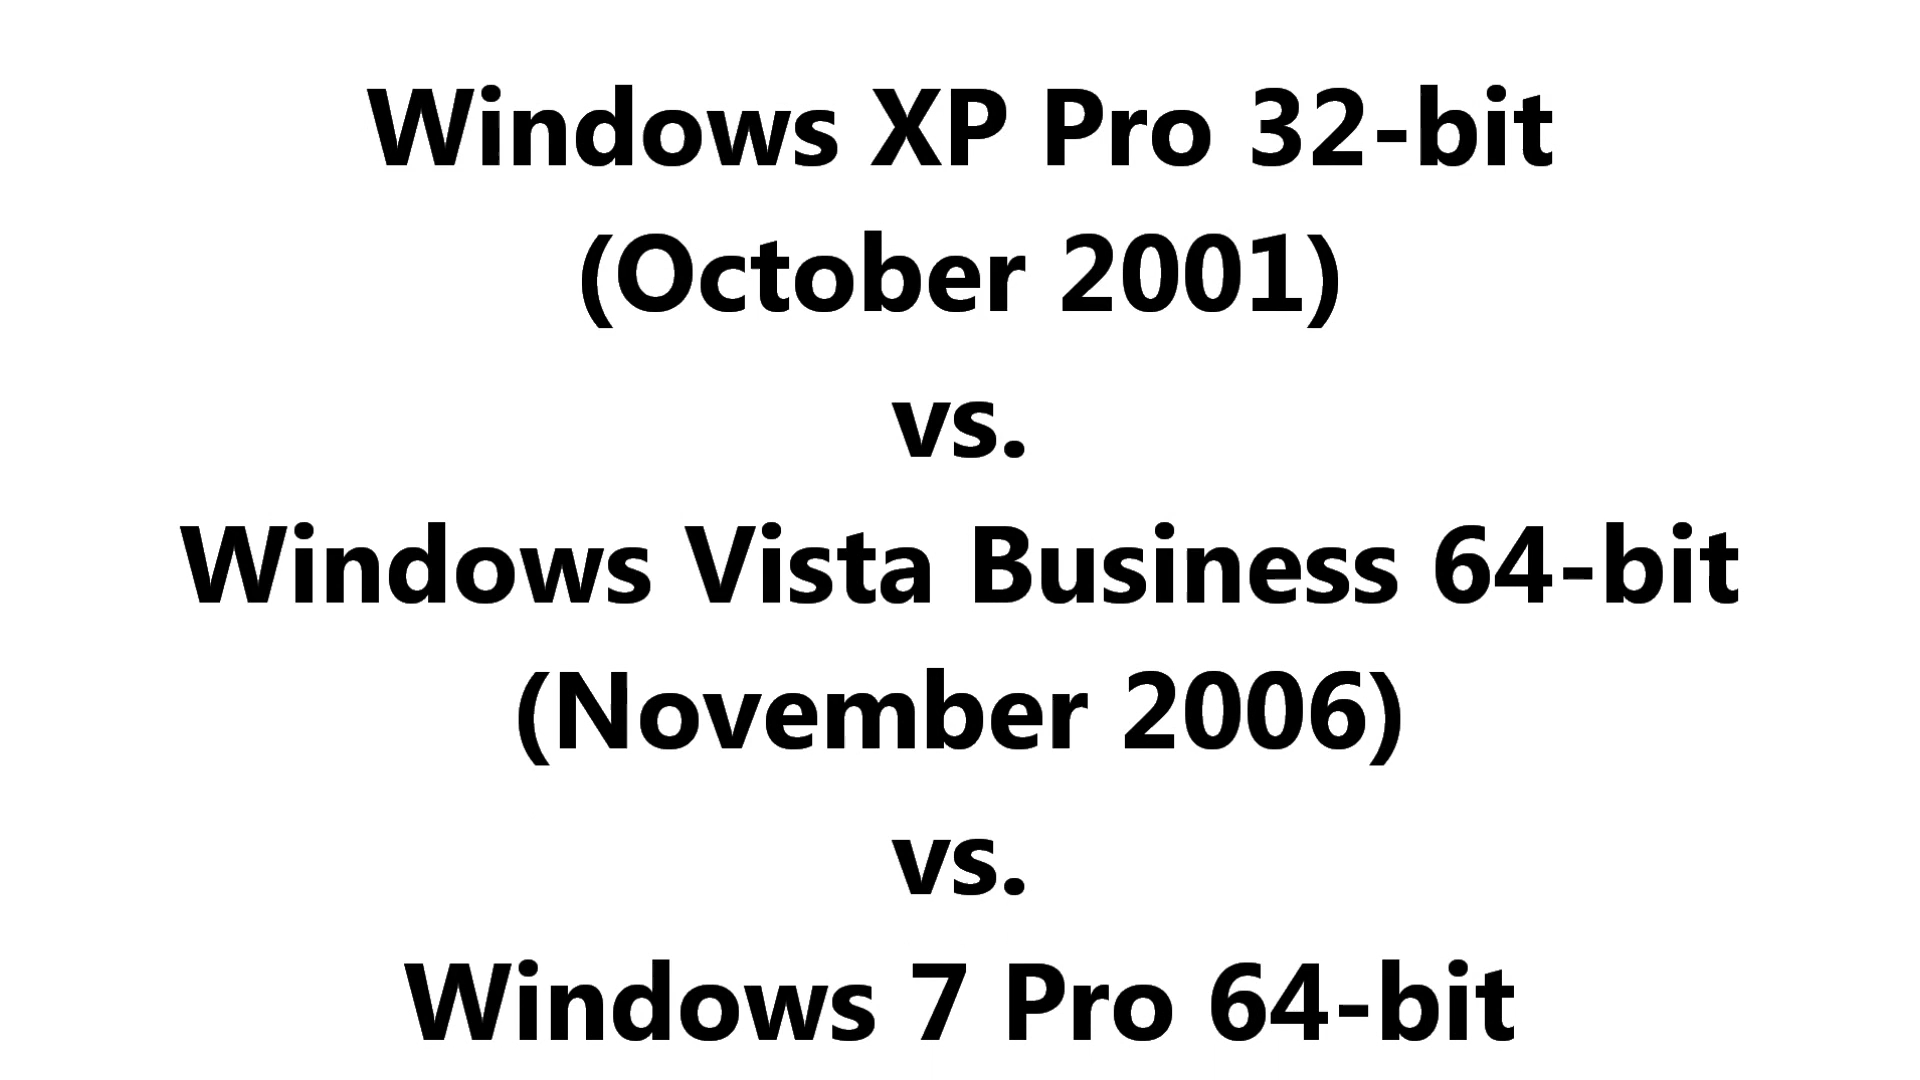 Windows XP Pro 32-bit
(October 2001)
vs.
Windows Vista Business 64-bit
(November 2006)
vs.
Windows 7 Pro 64-bit